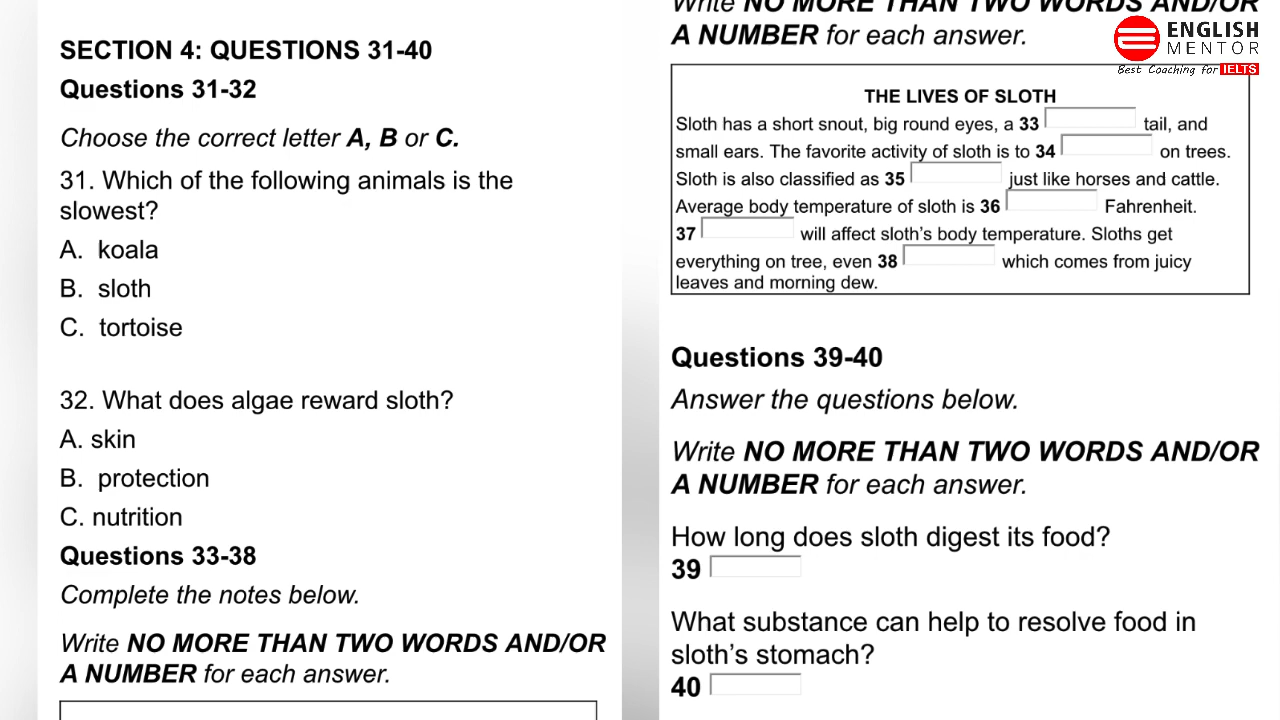 SECTION 4: QUESTIONS 31-40
Questions 31-32
Choose the correct letter A, B or C.
31. Which of the following animals is the
slowest?
A. koala
B. sloth
C. tortoise
32. What does algae reward sloth?
A. skin
B. protection
C. nutrition
Questions 33-38
Complete the notes below.
Write NO MORE THAN TWO WORDS AND/OR
A NUMBER for each answer.
Write NO MORE THAN TWO WORDS AND/OR
A NUMBER for each answer.
ENGLISH
MENTOR
Best Coaching for IELTS
THE LIVES OF SLOTH
Sloth has a short snout, big round eyes, a 33 tail, and
small ears. The favorite activity of sloth is to 34 on trees.
Sloth is also classified as 35 just like horses and cattle.
Average body temperature of sloth is 36 Fahrenheit.
37 will affect sloth's body temperature. Sloths get
everything on tree, even 38 which comes from juicy
leaves and morning dew.
Questions 39-40
Answer the questions below.
Write NO MORE THAN TWO WORDS AND/OR
A NUMBER for each answer.
How long does sloth digest its food?
39
What substance can help to resolve food in
sloth's stomach?
40